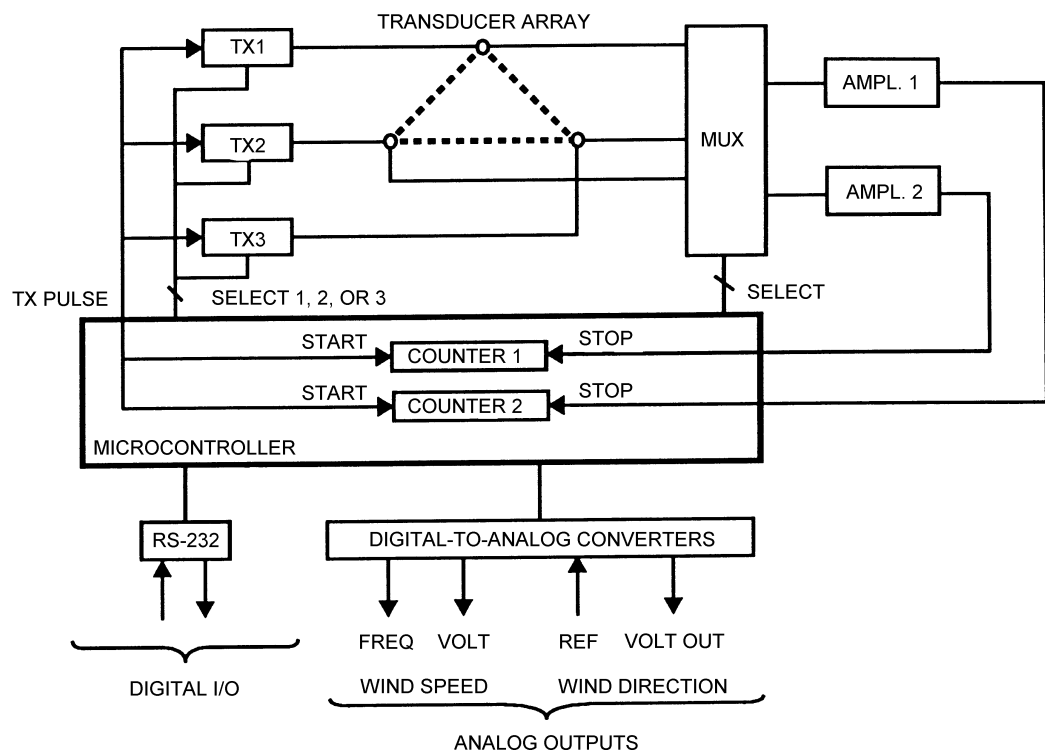 TRANSDUCER ARRAY
TX1
TX2
TX3
MUX
AMPL. 1
AMPL. 2
TX PULSE
SELECT 1, 2, OR 3
SELECT
START
COUNTER 1
STOP
START
COUNTER 2
STOP
MICROCONTROLLER
RS-232
DIGITAL-TO-ANALOG CONVERTERS
FREQ
VOLT
REF
VOLT OUT
DIGITAL I/O
WIND SPEED
WIND DIRECTION
ANALOG OUTPUTS